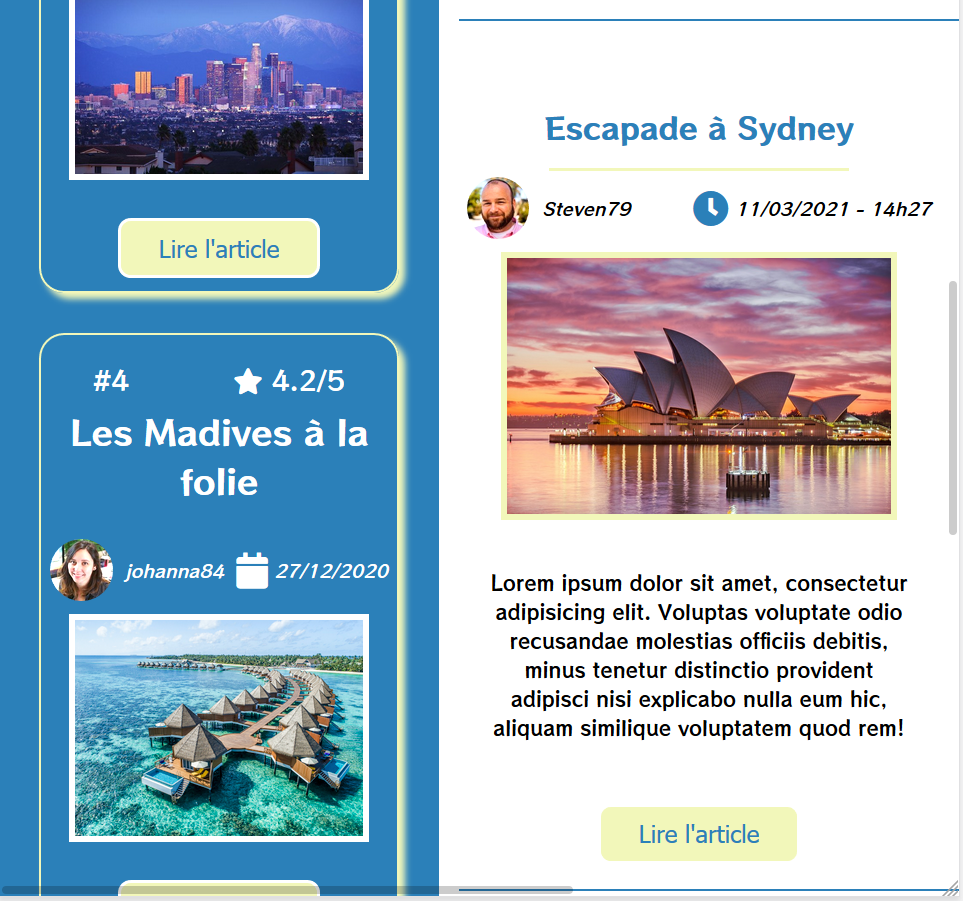 Lire l'article
#4
4.2/5
Les Madives à la
folie
johanna84
27/12/2020
Escapade à Sydney
Steven79
11/03/2021 - 14h27
Lorem ipsum dolor sit amet, consectetur
adipisicing elit. Voluptas voluptate odio
recusandae molestias officiis debitis,
minus tenetur distinctio provident
adipisci nisi explicabo nulla eum hic,
aliquam similique voluptatem quod rem!
Lire l'article